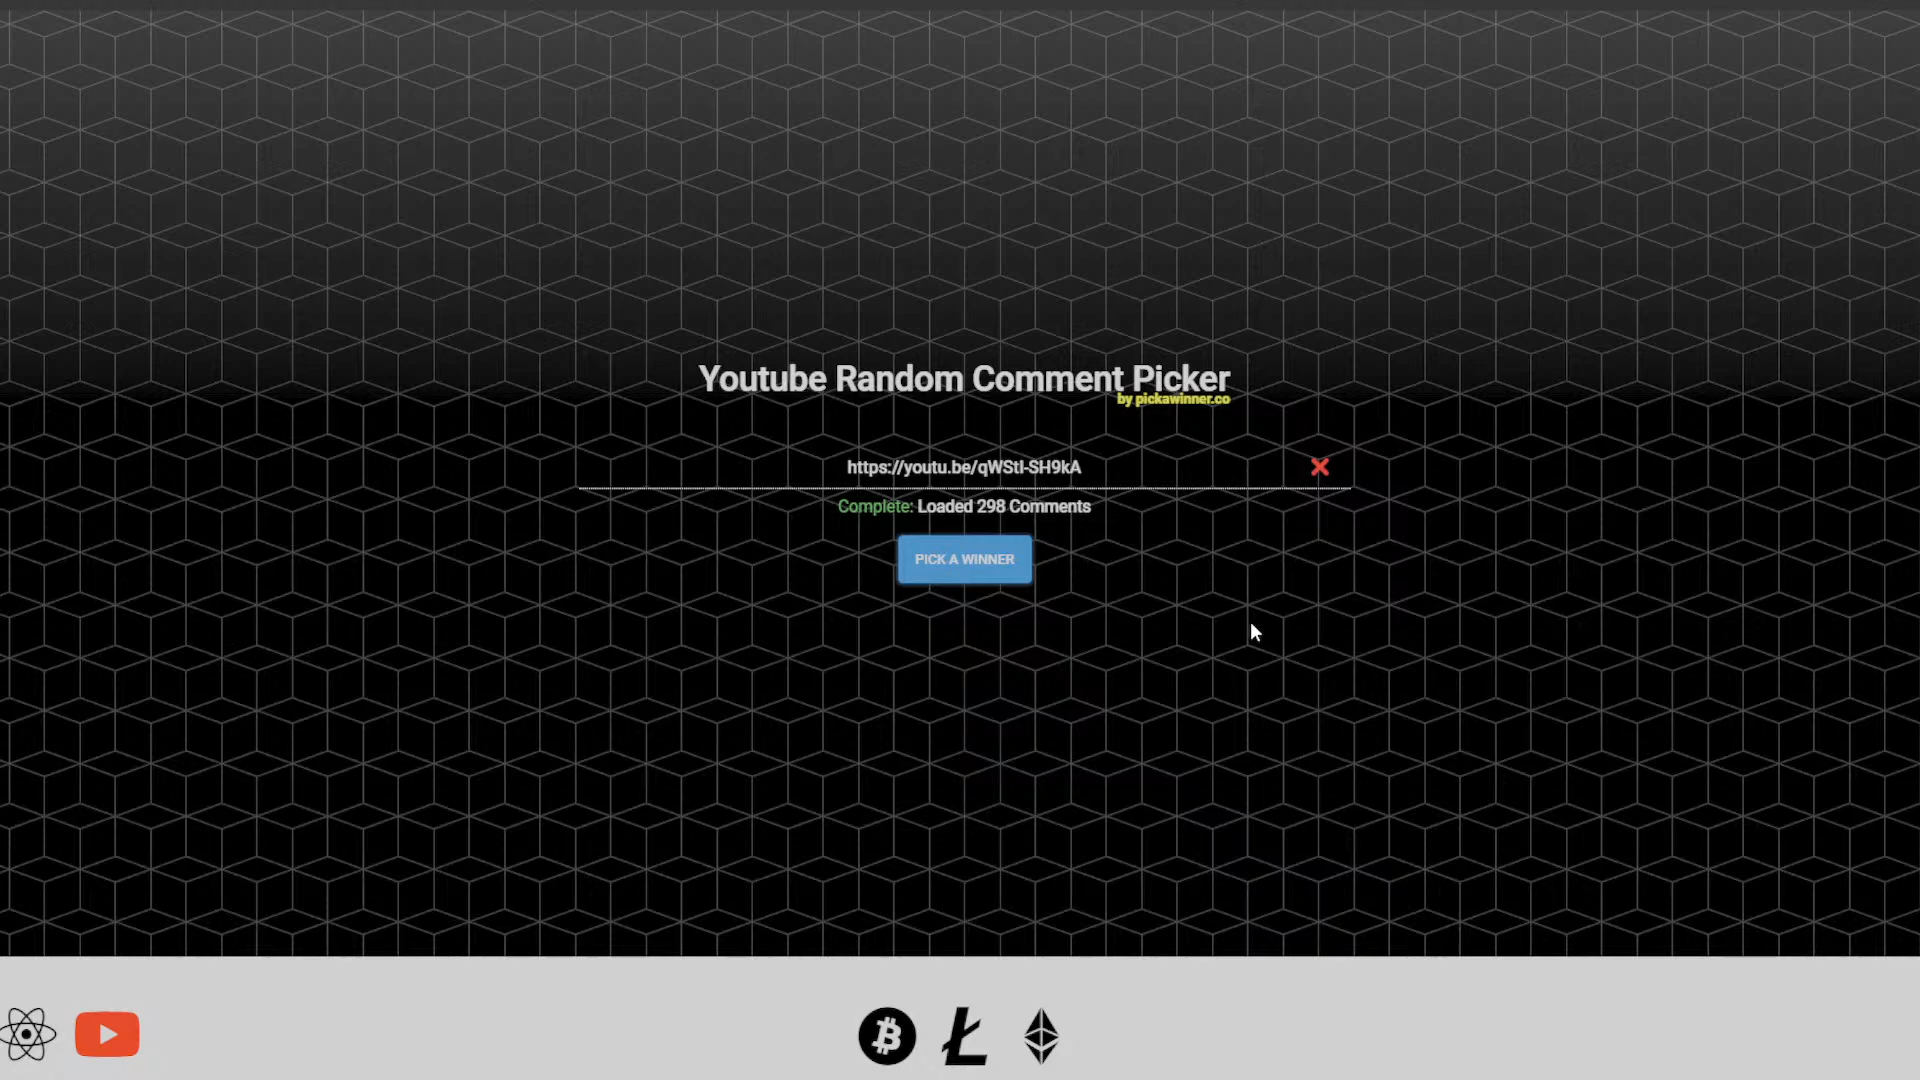 Youtube Random Comment Picker
by pickawinner.co
https://youtu.be/qWStI-SH9kA
Complete: Loaded 298 Comments
PICK A WINNER